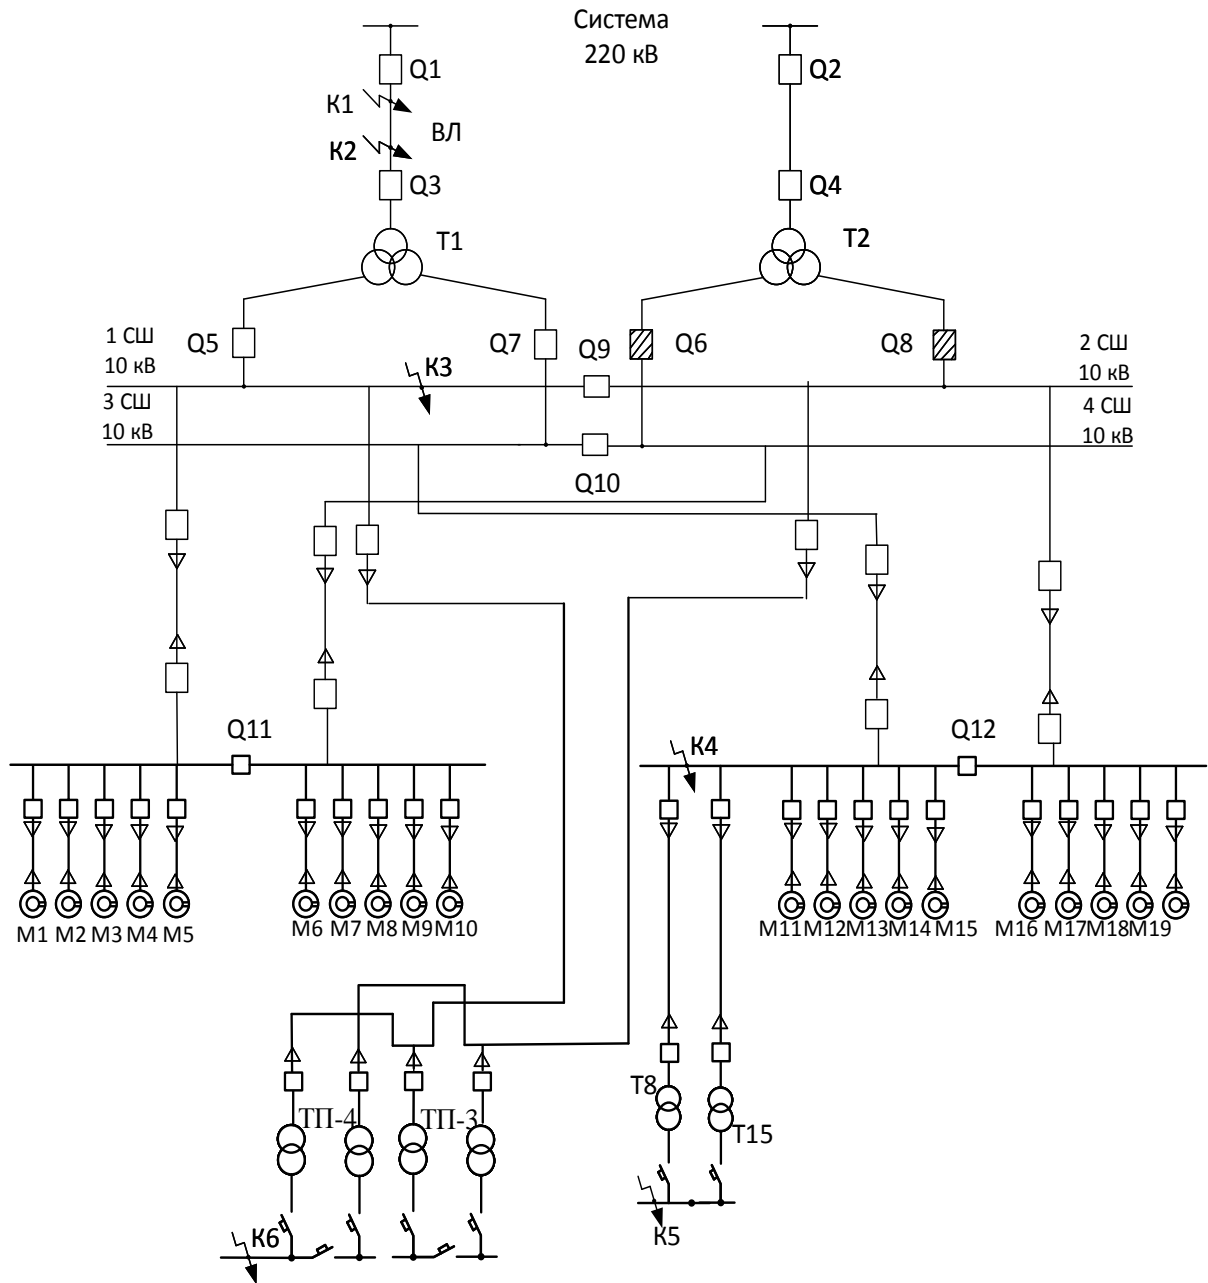 Система
220 кВ
Q1
Q2
К1
ВЛ
К2
Q3
Q4
Т1
Т2
1 СШ
10 кВ
Q5
Q7
Q9
Q6
Q8
2 СШ
10 кВ
К3
3 СШ
10 кВ
4 СШ
10 кВ
Q10
Q11
Q12
К4
М1 М2 М3 М4 М5
М6 М7 М8 М9 М10
М11 М12 М13 М14 М15
М16 М17 М18 М19
Т8
ТП-4
ТП-3
Т15
К6
К5